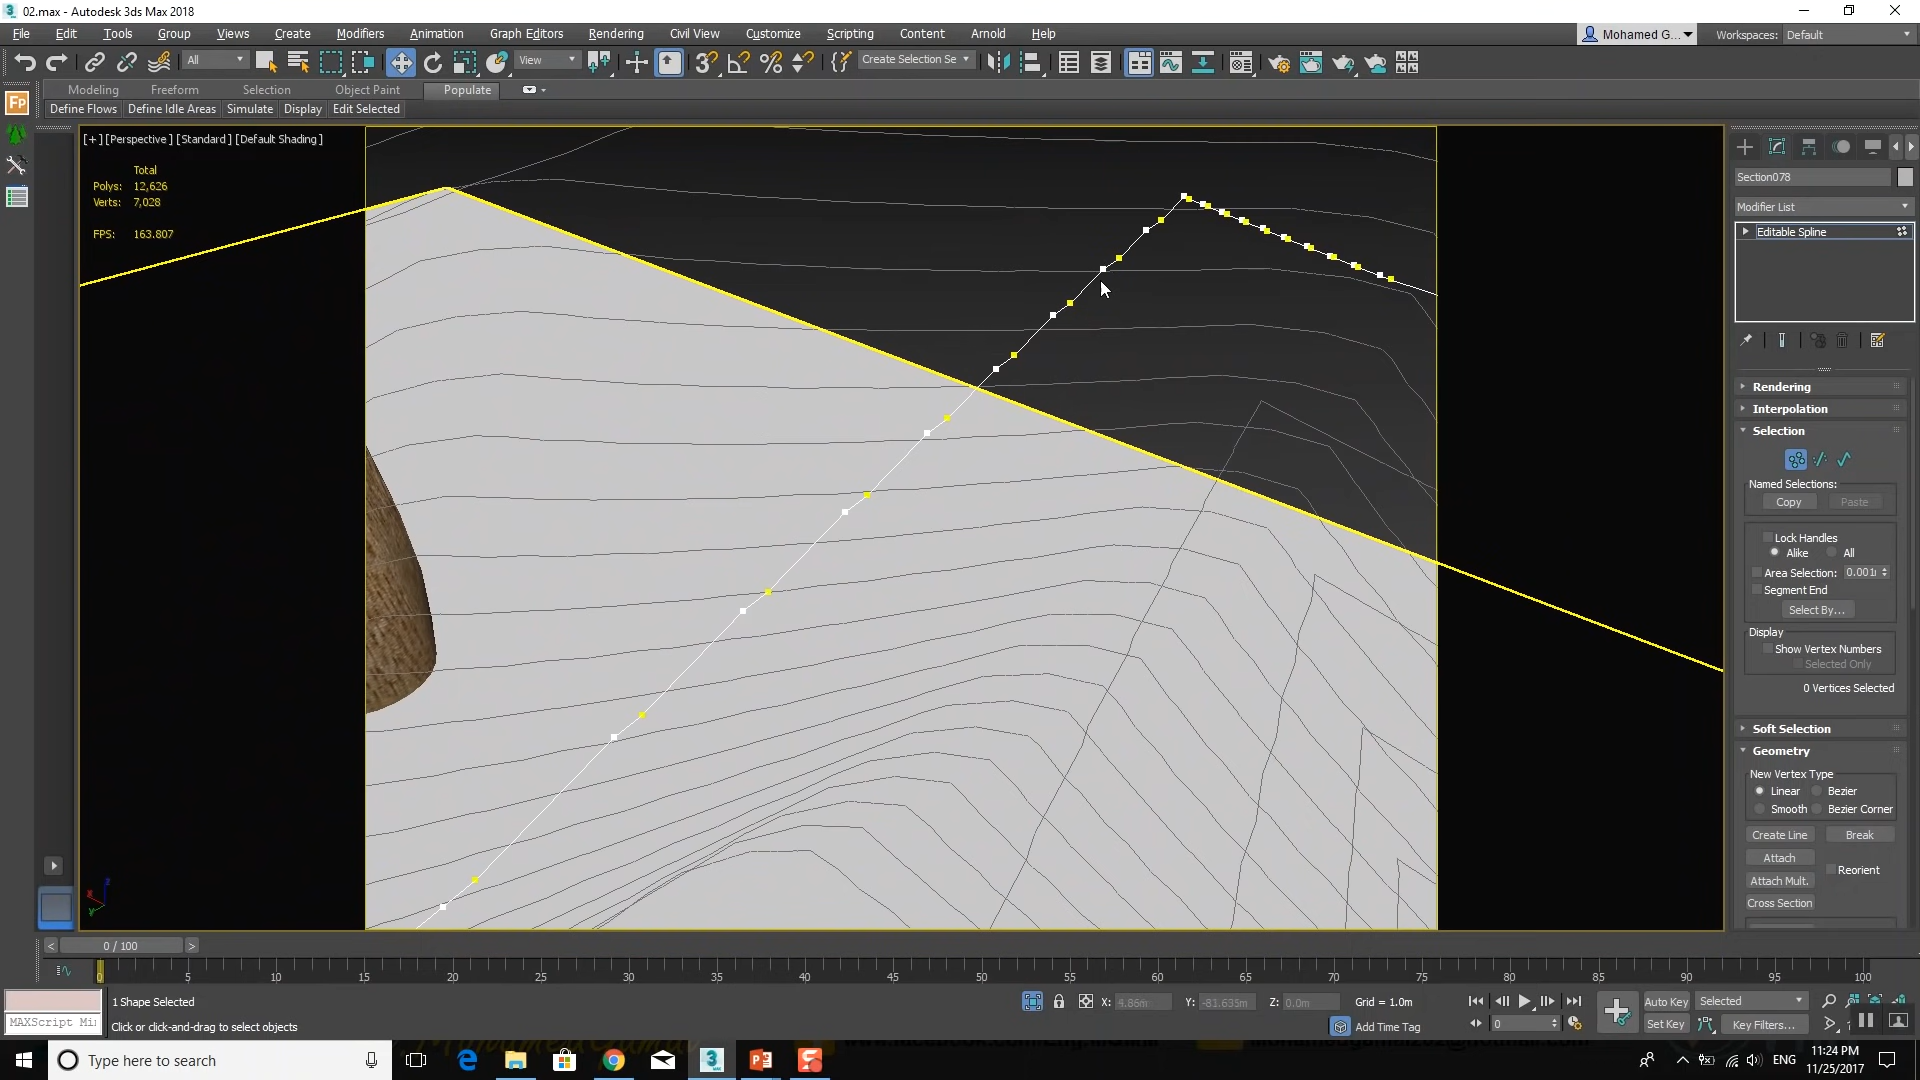 02.max - Autodesk 3ds Max 2018
File Edit Tools Group Views Create Modifiers Animation Graph Editors Rendering Civil View Customize Scripting Content Arnold Help
Mohamed G... Workspaces: Default
All View Create Selection Se
Modeling Freeform Selection Object Paint Populate
Define Flows Define Idle Areas Simulate Display Edit Selected
[+] [Perspective] [Standard] [Default Shading]
Total
Polys: 12,626
Verts: 7,028
FPS: 163.807
Section078
Modifier List
Editable Spline
Rendering
Interpolation
Selection
Named Selections:
Copy Paste
Lock Handles
Alike All
Area Selection: 0.001
Segment End
Select By...
Display
Show Vertex Numbers
Selected Only
0 Vertices Selected
Soft Selection
Geometry
New Vertex Type
Linear Bezier
Smooth Bezier Corner
Create Line Break
Attach
Reorient
Attach Mult.
Cross Section
x z y
< 0 / 100 >
0 5 10 15 20 25 30 35 40 45 50 55 60 65 70 75 80 85 90 95 100
1 Shape Selected
X: 4.86m Y: -81.635m Z: 0.0m Grid = 1.0m
Auto Key Selected
MAXScript Mi
Click or click-and-drag to select objects
Add Time Tag
0
Set Key Key Filters...
Type here to search
ENG
11:24 PM
11/25/2017